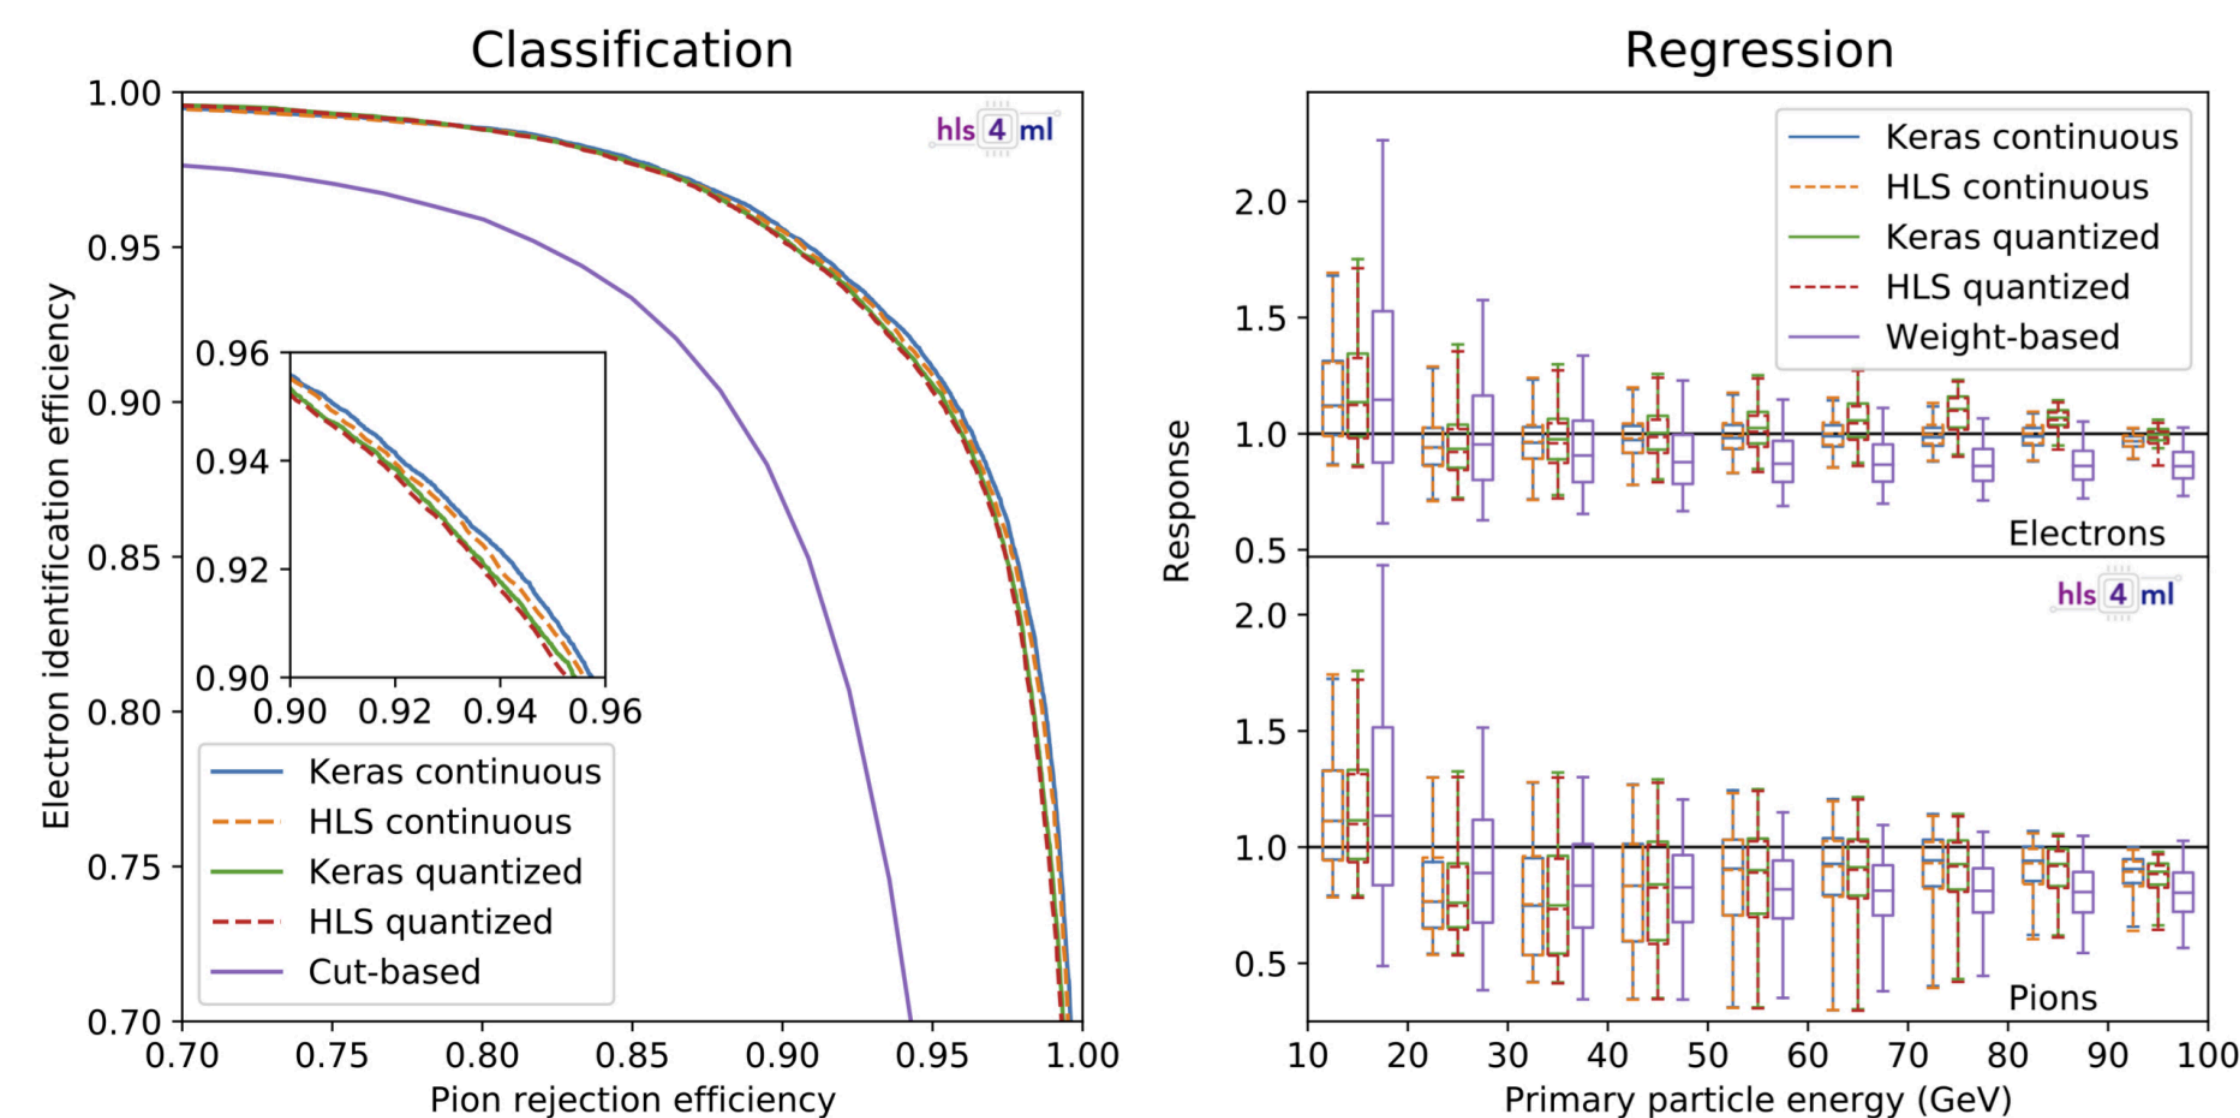 Classification
1.00
0.95
0.90
0.85
0.80
0.75
0.70
Electron identification efficiency
hls 4 ml
0.96
0.94
0.92
0.90
0.90 0.92 0.94 0.96
Keras continuous
HLS continuous
Keras quantized
HLS quantized
Cut-based
0.70 0.75 0.80 0.85 0.90 0.95 1.00
Pion rejection efficiency
Regression
Response
2.0
1.5
1.0
0.5
Keras continuous
HLS continuous
Keras quantized
HLS quantized
Weight-based
Electrons
hls 4 ml
2.0
1.5
1.0
0.5
Pions
10 20 30 40 50 60 70 80 90 100
Primary particle energy (GeV)